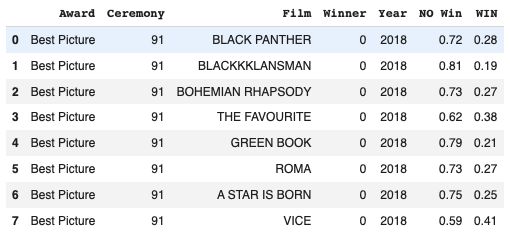 Award Ceremony Film Winner Year NO Win WIN
0 Best Picture 91 BLACK PANTHER 0 2018 0.72 0.28
1 Best Picture 91 BLACKKKLANSMAN 0 2018 0.81 0.19
2 Best Picture 91 BOHEMIAN RHAPSODY 0 2018 0.73 0.27
3 Best Picture 91 THE FAVOURITE 0 2018 0.62 0.38
4 Best Picture 91 GREEN BOOK 0 2018 0.79 0.21
5 Best Picture 91 ROMA 0 2018 0.73 0.27
6 Best Picture 91 A STAR IS BORN 0 2018 0.75 0.25
7 Best Picture 91 VICE 0 2018 0.59 0.41